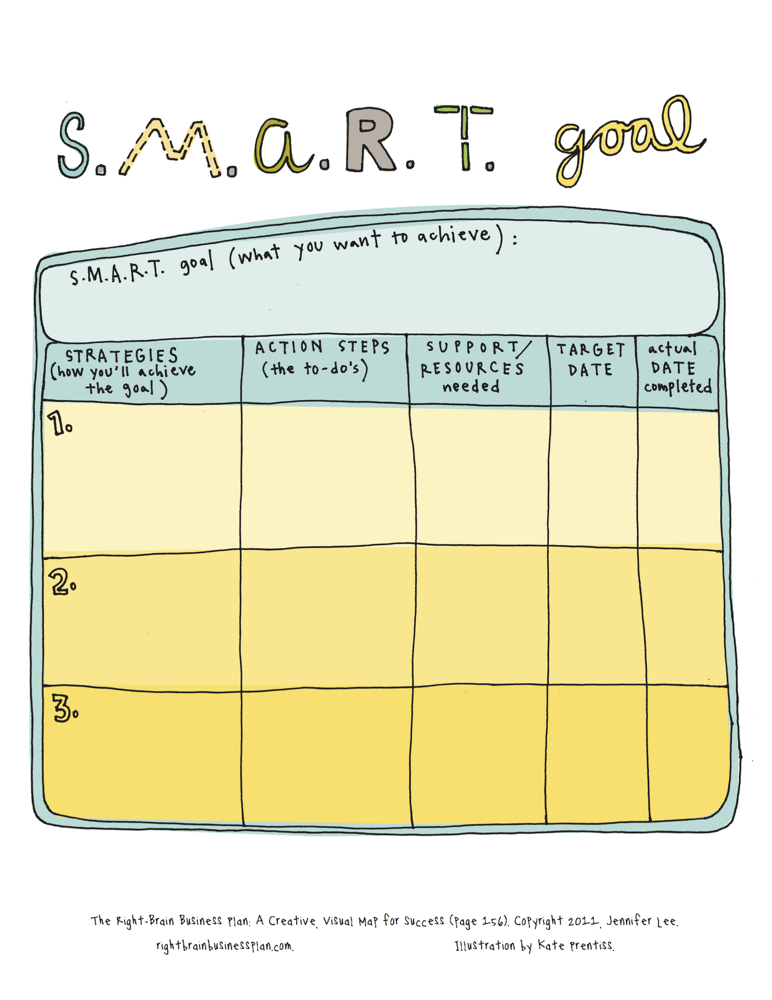 S.M.a.R.T. goal
S.M.A.R.T. goal (what you want to achieve) :
STRATEGIES
(how you'll achieve
the goal)
ACTION STEPS
(the to-do's)
SUPPORT/
RESOURCES
needed
TARGET
DATE
actual
DATE
completed
1.
2.
3.
The Right-Brain Business Plan: A Creative, Visual Map for Success (page 156). Copyright 2011, Jennifer Lee.
rightbrainbusinessplan.com.
Illustration by Kate Prentiss.